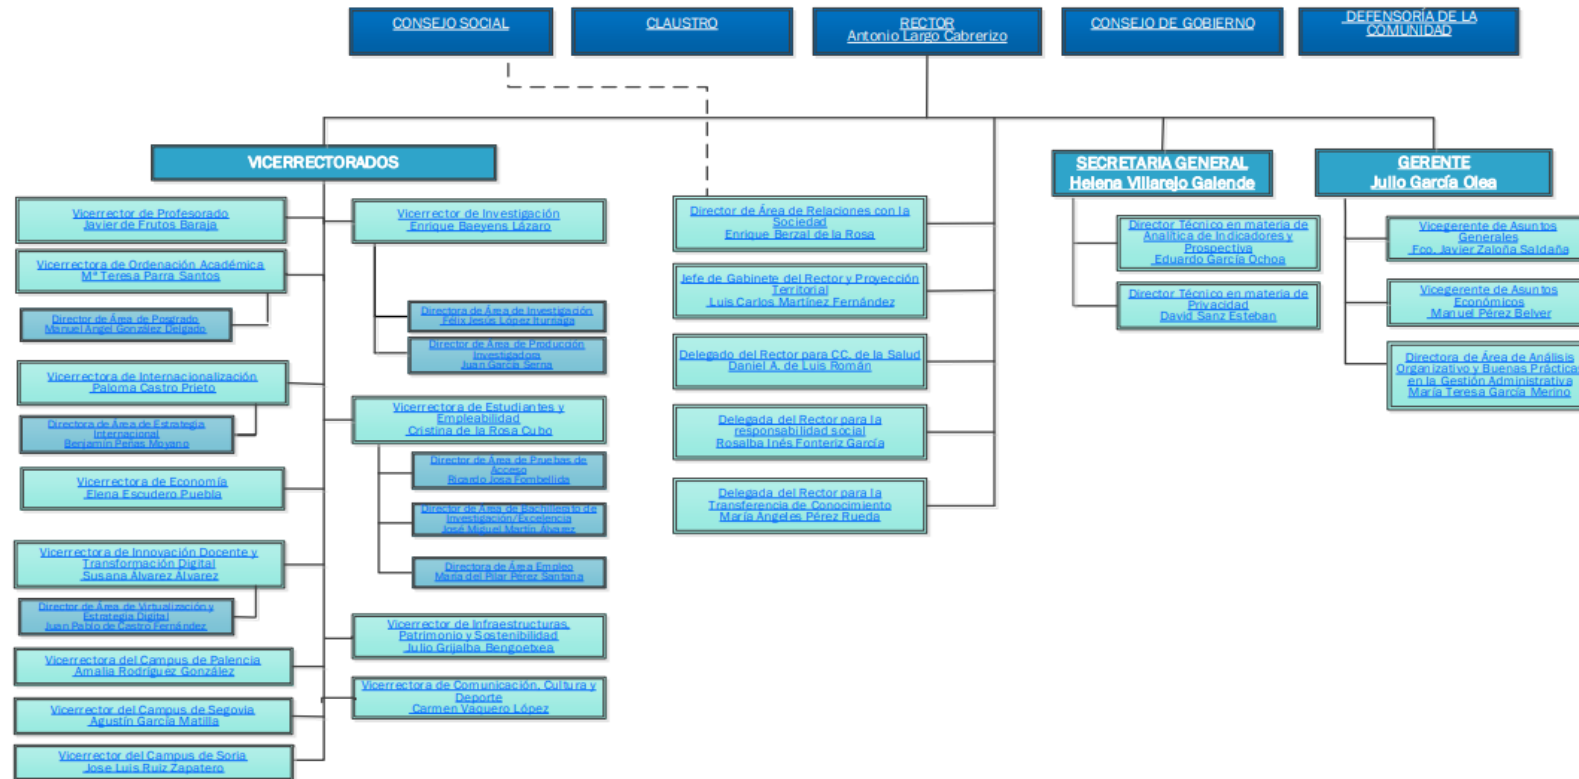 CONSEJO SOCIAL
CLAUSTRO
RECTOR
Antonio Largo Cabrerizo
CONSEJO DE GOBIERNO
DEFENSORÍA DE LA
COMUNIDAD
VICERRECTORADOS
SECRETARIA GENERAL
Helena Villarejo Galende
GERENTE
Julio García Olea
Vicerrector de Profesorado
Javier de Frutos Baraja
Vicerrectora de Ordenación Académica
Mª Teresa Parra Santos
Director de Área de Posgrado
Manuel Ángel González Delgado
Vicerrectora de Internacionalización
Paloma Castro Prieto
Directora de Área de Estrategia
Internacional
Benjamín Peñas Moyano
Vicerrectora de Economía
Elena Escudero Puebla
Vicerrectora de Innovación Docente y
Transformación Digital
Susana Álvarez Álvarez
Director de Área de Virtualización y
Estrategia Digital
Juan Pablo de Castro Fernández
Vicerrectora del Campus de Palencia
Amalia Rodríguez González
Vicerrector del Campus de Segovia
Agustín García Matilla
Vicerrector del Campus de Soria
Jose Luis Ruiz Zapatero
Vicerrector de Investigación
Enrique Baeyens Lázaro
Directora de Área de Investigación
Félix Jesús López Iturriaga
Director de Área de Producción
Investigadora
Juan García Serna
Vicerrectora de Estudiantes y
Empleabilidad
Cristina de la Rosa Cubo
Director de Área de Pruebas de
Acceso
Ricardo Josa Fombellida
Director de Área de Bachillerato de
Investigación/Excelencia
José Miguel Martín Álvarez
Directora de Área Empleo
María del Pilar Pérez Santana
Vicerrector de Infraestructuras,
Patrimonio y Sostenibilidad
Julio Grijalba Bengoetxea
Vicerrectora de Comunicación, Cultura y
Deporte
Carmen Vaquero López
Director de Área de Relaciones con la
Sociedad
Enrique Berzal de la Rosa
Jefe de Gabinete del Rector y Proyección
Territorial
Luis Carlos Martínez Fernández
Delegado del Rector para CC. de la Salud
Daniel A. de Luis Román
Delegada del Rector para la
responsabilidad social
Rosalba Inés Fonteriz García
Delegada del Rector para la
Transferencia de Conocimiento
María Ángeles Pérez Rueda
Director Técnico en materia de
Analítica de Indicadores y
Prospectiva
Eduardo García Ochoa
Director Técnico en materia de
Privacidad
David Sanz Esteban
Vicegerente de Asuntos
Generales
Fco. Javier Zaloña Saldaña
Vicegerente de Asuntos
Económicos
Manuel Pérez Belver
Directora de Área de Análisis
Organizativo y Buenas Prácticas
en la Gestión Administrativa
María Teresa García Merino